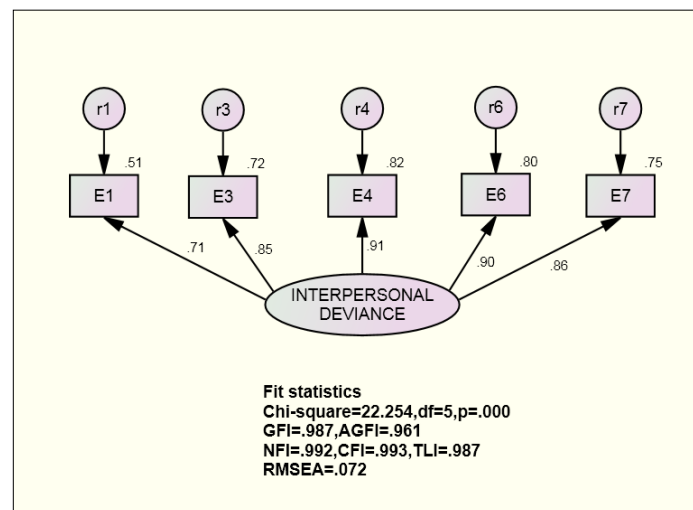 r1
r3
r4
r6
r7
.51
.72
.82
.80
.75
E1
E3
E4
E6
E7
.71
.85
.91
.90
.86
INTERPERSONAL
DEVIANCE
Fit statistics
Chi-square=22.254,df=5,p=.000
GFI=.987,AGFI=.961
NFI=.992,CFI=.993,TLI=.987
RMSEA=.072